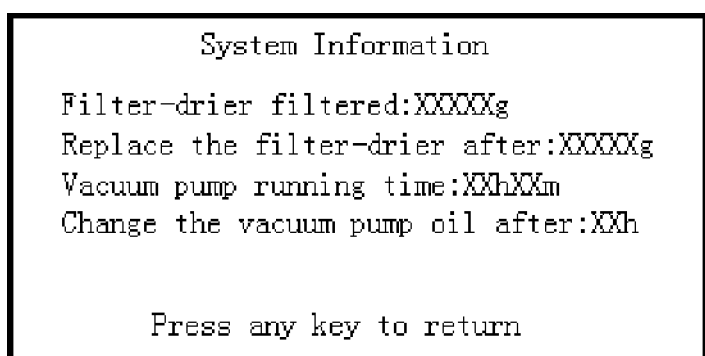 System Information
Filter-drier filtered:XXXXXg
Replace the filter-drier after:XXXXXg
Vacuum pump running time:XXhXXm
Change the vacuum pump oil after:XXh
Press any key to return